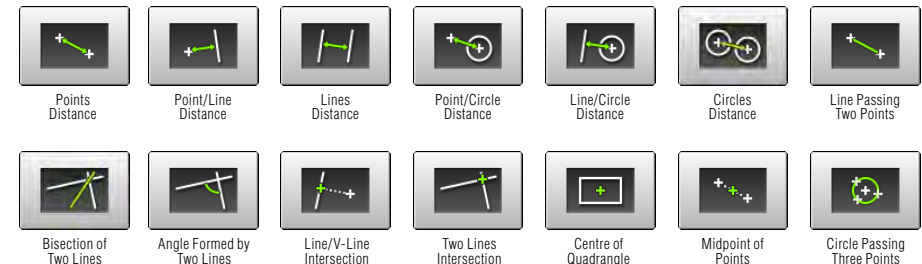 Points
Distance
Point/Line
Distance
Lines
Distance
Point/Circle
Distance
Line/Circle
Distance
Circles
Distance
Line Passing
Two Points
Bisection of
Two Lines
Angle Formed by
Two Lines
Line/V-Line
Intersection
Two Lines
Intersection
Centre of
Quadrangle
Midpoint of
Points
Circle Passing
Three Points